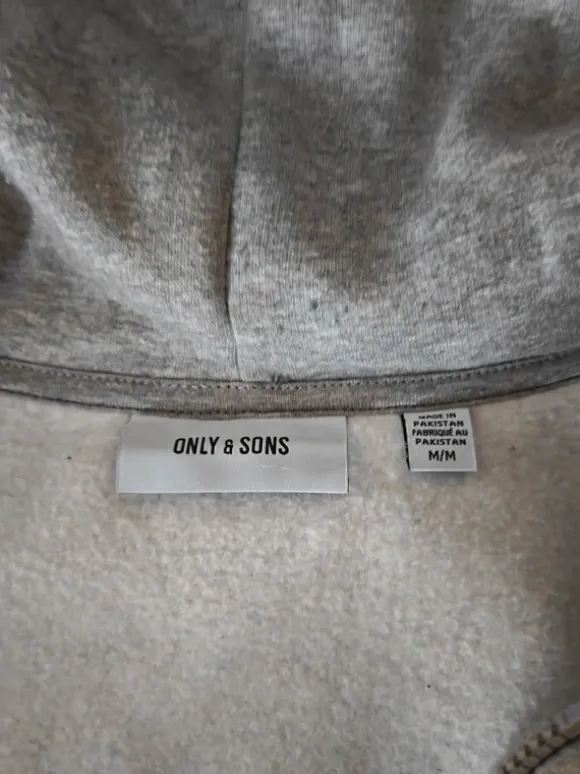 ONLY & SONS
MADE IN
PAKISTAN
FABRIQUÉ AU
PAKISTAN
M/M